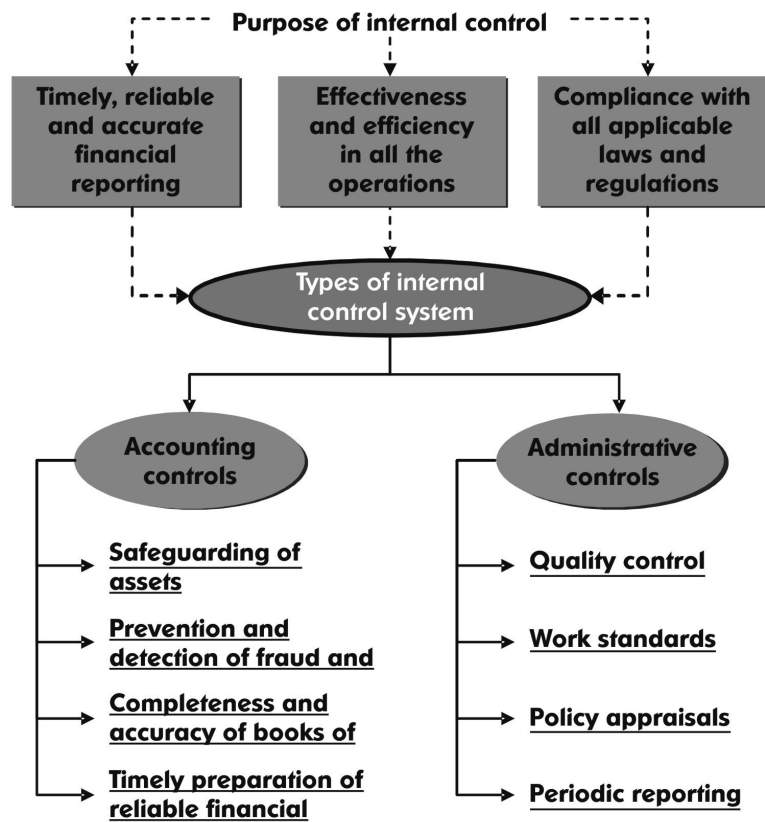 Purpose of internal control
Timely, reliable
and accurate
financial
reporting
Effectiveness
and efficiency
in all the
operations
Compliance with
all applicable
laws and
regulations
Types of internal
control system
Accounting
controls
Safeguarding of
assets
Prevention and
detection of fraud and
Completeness and
accuracy of books of
Timely preparation of
reliable financial
Administrative
controls
Quality control
Work standards
Policy appraisals
Periodic reporting